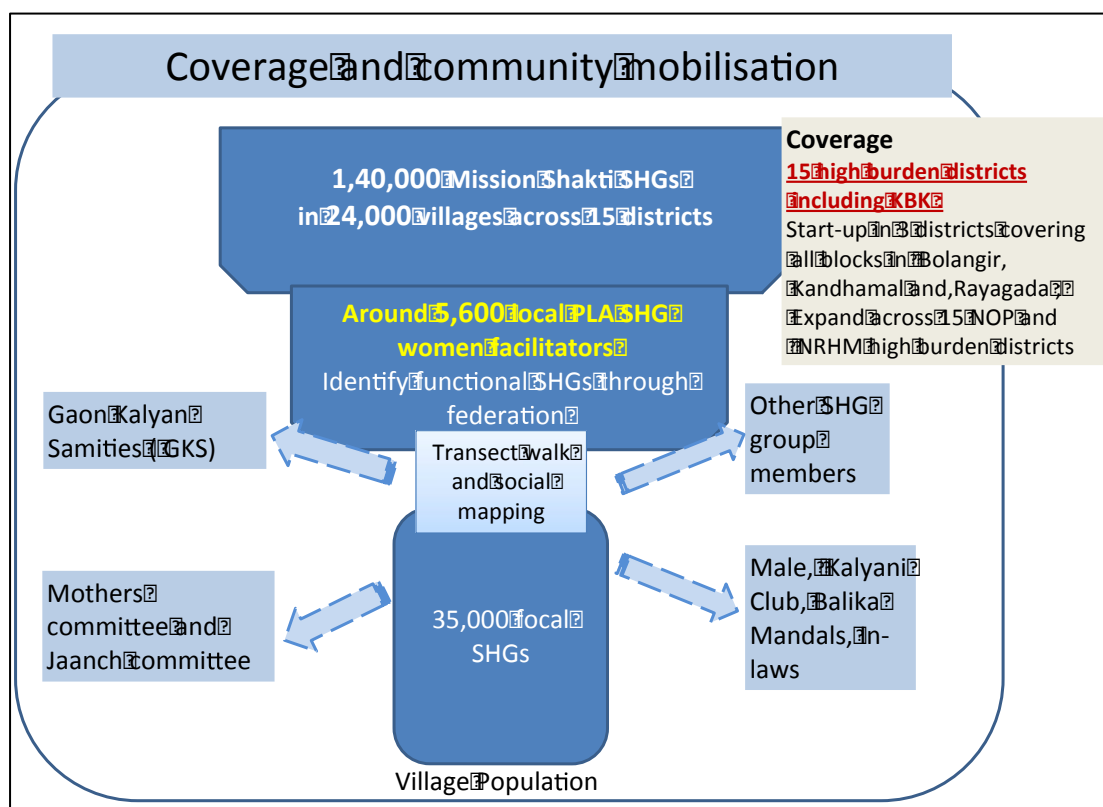 Coverage and community mobilisation
1,40,000 Mission Shakti SHGs
in 24,000 villages across 15 districts
Coverage
15 high burden districts
including KBK
Start-up in 3 districts covering
all blocks in Bolangir,
Kandhamal and,Rayagada ,
Expand across 15 NOP and
NRHM high burden districts
Around 5,600 local PLA SHG
women facilitators
Identify functional SHGs through
federation
Gaon Kalyan
Samities ( GKS)
Transect walk
and social
mapping
Other SHG
group
members
Mothers
committee and
Jaanch committee
35,000 focal
SHGs
Male, Kalyani
Club, Balika
Mandals, In-
laws
Village Population